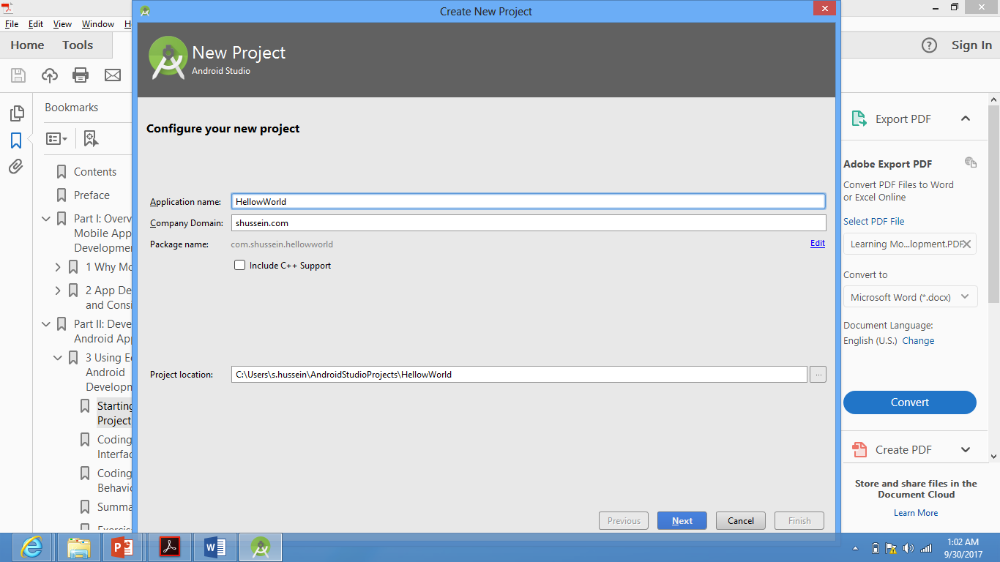 Create New Project
File Edit View Window H
Home Tools
Sign In
New Project
Android Studio
Bookmarks
Contents
Preface
Part I: Overv
Mobile App
Developmen
1 Why Mo
2 App De
and Consi
Part II: Deve
Android App
3 Using Ec
Android
Developn
Starting
Project
Coding
Interfac
Coding
Behavio
Summa
Exercis
Configure your new project
Application name: HellowWorld
Company Domain: shussein.com
Package name: com.shussein.hellowworld Edit
Include C++ Support
Project location: C:\Users\s.hussein\AndroidStudioProjects\HellowWorld ...
Previous Next Cancel Finish
Export PDF
Adobe Export PDF
Convert PDF Files to Word
or Excel Online
Select PDF File
Learning Mo...lopment.PDF
Convert to
Microsoft Word (*.docx)
Document Language:
English (U.S.) Change
Convert
Create PDF
Store and share files in the
Document Cloud
Learn More
1:02 AM
9/30/2017